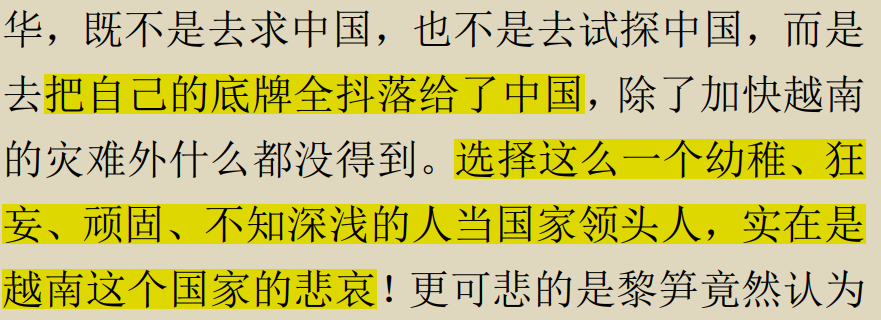 华，既不是去求中国，也不是去试探中国，而是
去把自己的底牌全抖落给了中国，除了加快越南
的灾难外什么都没得到。选择这么一个幼稚、狂
妄、顽固、不知深浅的人当国家领头人，实在是
越南这个国家的悲哀！更可悲的是黎笋竟然认为